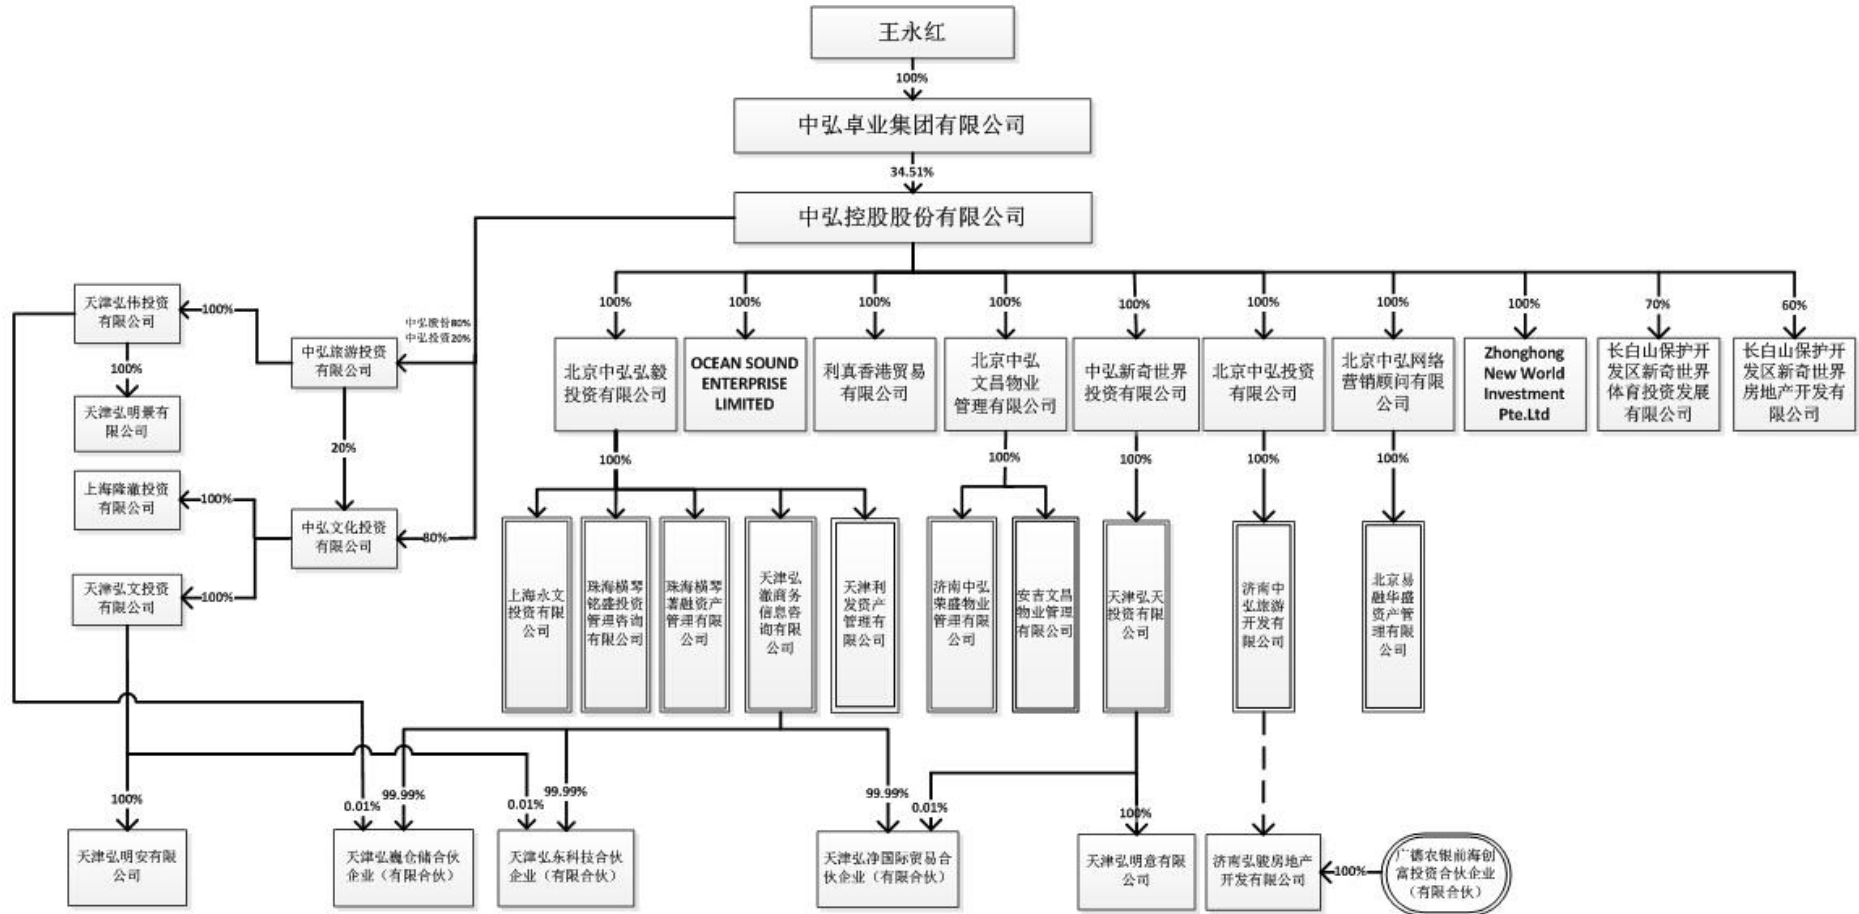 王永红
100%
中弘卓业集团有限公司
34.51%
中弘控股股份有限公司
天津弘伟投资
有限公司
100%
100%
天津弘明景有
限公司
中弘股份80%
中弘投资20%
中弘旅游投资
有限公司
20%
上海隆澈投资
有限公司
100%
中弘文化投资
有限公司
80%
天津弘文投资
有限公司
100%
100%
100%
100%
100%
100%
100%
100%
100%
70%
60%
北京中弘弘毅
投资有限公司
OCEAN SOUND
ENTERPRISE
LIMITED
利真香港贸易
有限公司
北京中弘
文昌物业
管理有限公司
中弘新奇世界
投资有限公司
北京中弘投资
有限公司
北京中弘网络
营销顾问有限
公司
Zhonghong
New World
Investment
Pte.Ltd
长白山保护开
发区新奇世界
体育投资发展
有限公司
长白山保护开
发区新奇世界
房地产开发有
限公司
100%
100%
100%
100%
100%
上海永文
投资有限
公司
珠海横琴
铭盛投资
管理咨询
有限公司
珠海横琴
著融资产
管理有限
公司
天津弘
澈商务
信息咨
询有限
公司
天津利
发资产
管理有
限公司
济南中弘
荣盛物业
管理有限
公司
安吉文昌
物业管理
有限公司
天津弘天
投资有限
公司
济南中
弘旅游
开发有
限公司
北京易
融华盛
资产管
理有限
公司
100%
0.01%
99.99%
0.01%
99.99%
99.99%
0.01%
100%
天津弘明安有限
公司
天津弘巍仓储合伙
企业（有限合伙）
天津弘东科技合伙
企业（有限合伙）
天津弘净国际贸易合
伙企业（有限合伙）
天津弘明意有限
公司
济南弘骏房地产
开发有限公司
100%
广德农银前海创
富投资合伙企业
（有限合伙）